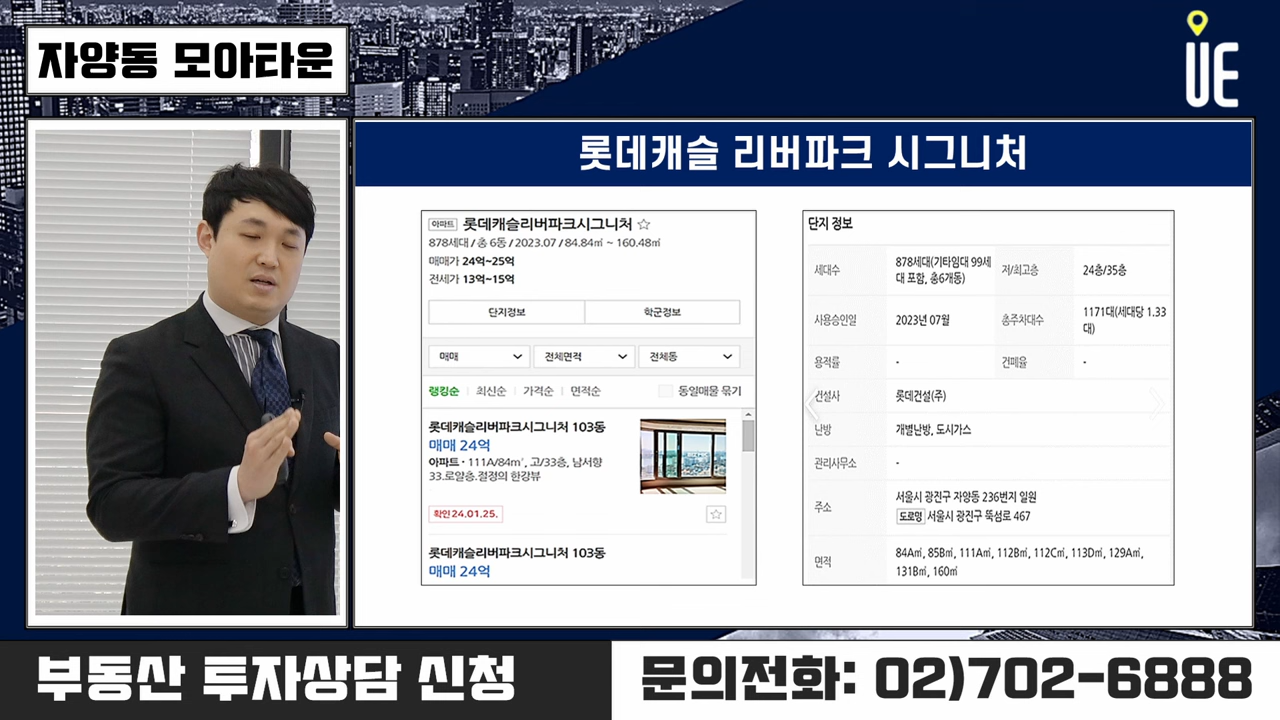 자양동 모아타운
UE
롯데캐슬 리버파크 시그니쳐
아파트 롯데캐슬리버파크시그니처 ☆
878세대 / 총 6동 / 2023.07 / 84.84㎡ ~ 160.48㎡
매매가 24억~25억
전세가 13억~15억
단지정보 학군정보
매매 전체면적 전체동
랭킹순 최신순 가격순 면적순 동일매물 묶기
롯데캐슬리버파크시그니처 103동
매매 24억
아파트 · 111A/84㎡, 고/33층, 남서향
33.로얄층.절경의 한강뷰
확인 24.01.25.
롯데캐슬리버파크시그니처 103동
매매 24억
단지 정보
세대수 878세대(기타임대 99세대 포함, 총6개동) 저/최고층 24층/35층
사용승인일 2023년 07월 총주차대수 1171대(세대당 1.33대)
용적률 - 건폐율 -
건설사 롯데건설(주)
난방 개별난방, 도시가스
관리사무소 -
주소 서울시 광진구 자양동 236번지 일원
도로명 서울시 광진구 뚝섬로 467
면적 84A㎡, 85B㎡, 111A㎡, 112B㎡, 112C㎡, 113D㎡, 129A㎡,
131B㎡, 160㎡
부동산 투자상담 신청
문의전화: 02)702-6888